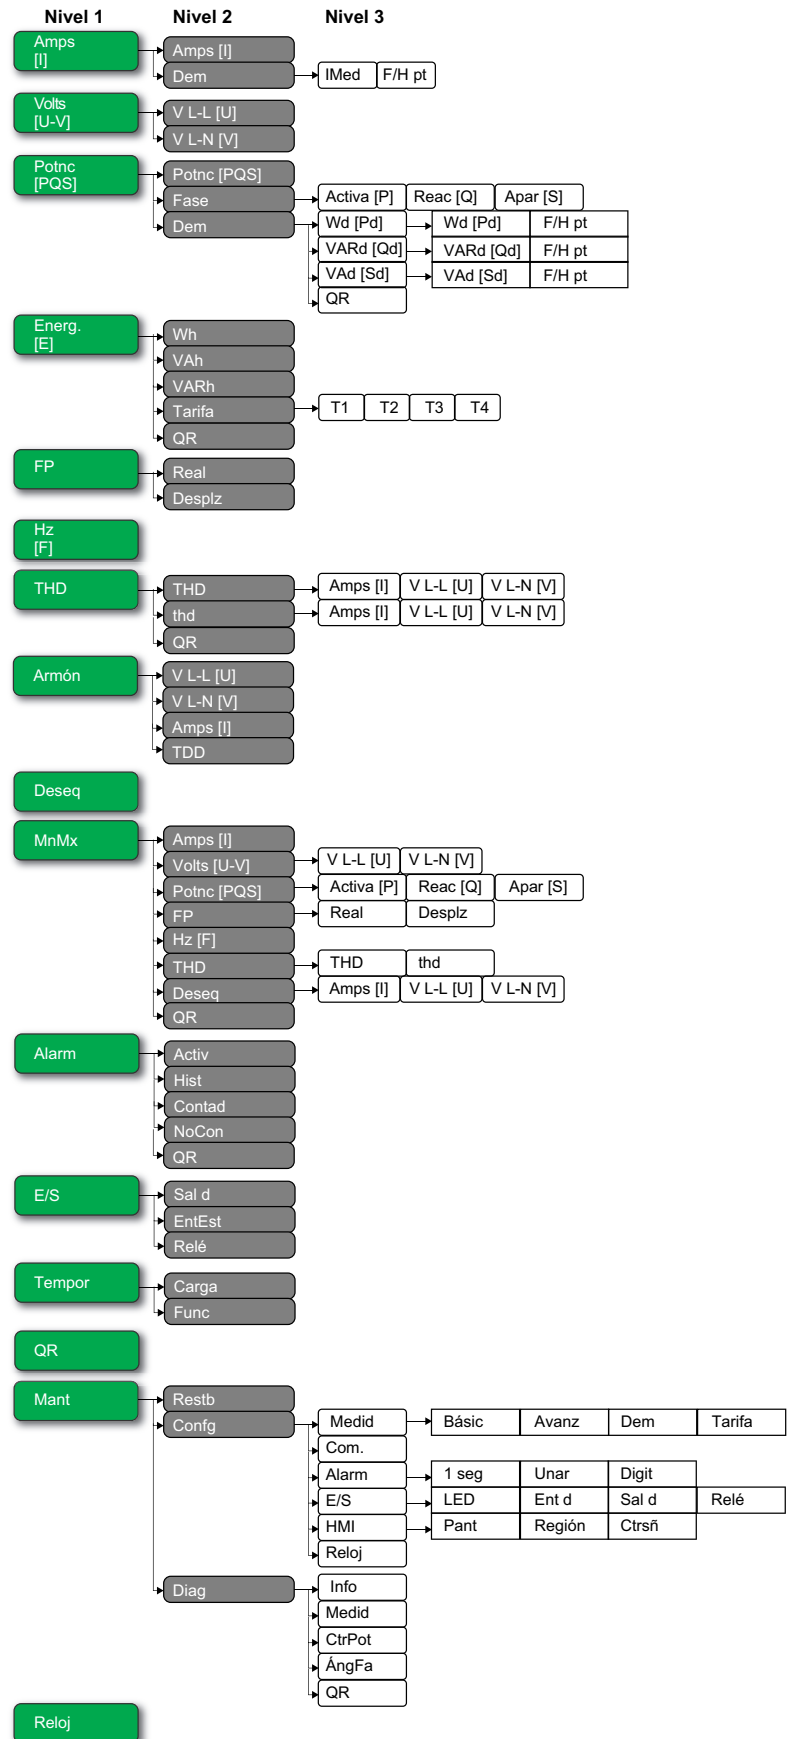 Nivel 1 Nivel 2 Nivel 3
Amps
[I]
Amps [I]
Dem
IMed F/H pt
Volts
[U-V]
V L-L [U]
V L-N [V]
Potnc
[PQS]
Potnc [PQS]
Fase
Activa [P] Reac [Q] Apar [S]
Dem
Wd [Pd] Wd [Pd] F/H pt
VARd [Qd] VARd [Qd] F/H pt
VAd [Sd] VAd [Sd] F/H pt
QR
Energ.
[E]
Wh
VAh
VARh
Tarifa
T1 T2 T3 T4
QR
FP
Real
Desplz
Hz
[F]
THD
THD
Amps [I] V L-L [U] V L-N [V]
thd
Amps [I] V L-L [U] V L-N [V]
QR
Armón
V L-L [U]
V L-N [V]
Amps [I]
TDD
Deseq
MnMx
Amps [I]
Volts [U-V]
V L-L [U] V L-N [V]
Potnc [PQS]
Activa [P] Reac [Q] Apar [S]
FP
Real Desplz
Hz [F]
THD
THD thd
Deseq
Amps [I] V L-L [U] V L-N [V]
QR
Alarm
Activ
Hist
Contad
NoCon
QR
E/S
Sal d
EntEst
Relé
Tempor
Carga
Func
QR
Mant
Restb
Confg
Medid Básic Avanz Dem Tarifa
Com.
Alarm 1 seg Unar Digit
E/S LED Ent d Sal d Relé
HMI Pant Región Ctrsñ
Reloj
Diag
Info
Medid
CtrPot
ÁngFa
QR
Reloj